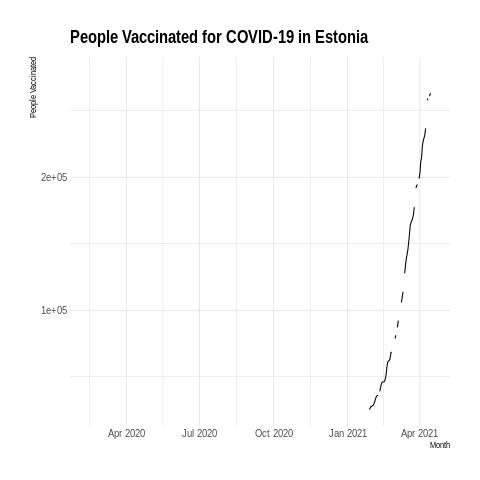 People Vaccinated for COVID-19 in Estonia
People Vaccinated
2e+05
1e+05
Apr 2020 Jul 2020 Oct 2020 Jan 2021 Apr 2021
Month